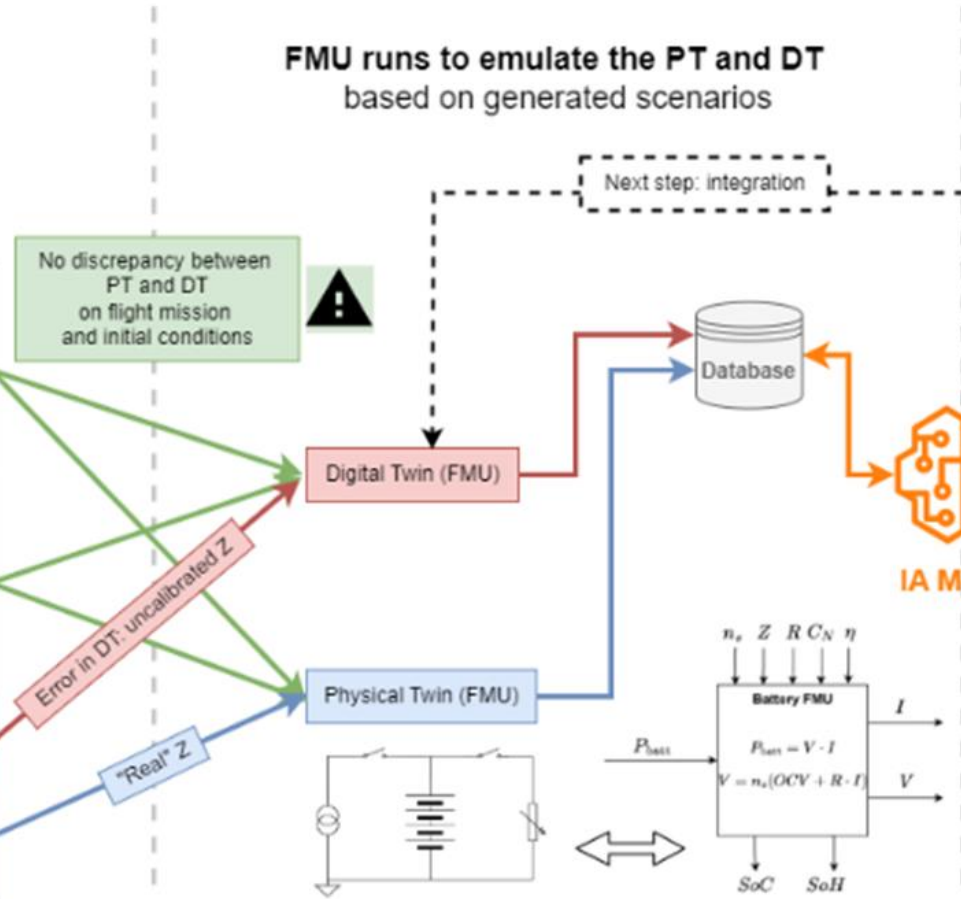 FMU runs to emulate the PT and DT
based on generated scenarios
Next step: integration
No discrepancy between
PT and DT
on flight mission
and initial conditions
Database
Digital Twin (FMU)
Error in DT: uncalibrated Z
IA M
Physical Twin (FMU)
"Real" Z
n_s Z R C_N η
Battery FMU
I
P_batt
P_batt = V · I
V = n_s(OCV + R · I)
V
SoC SoH